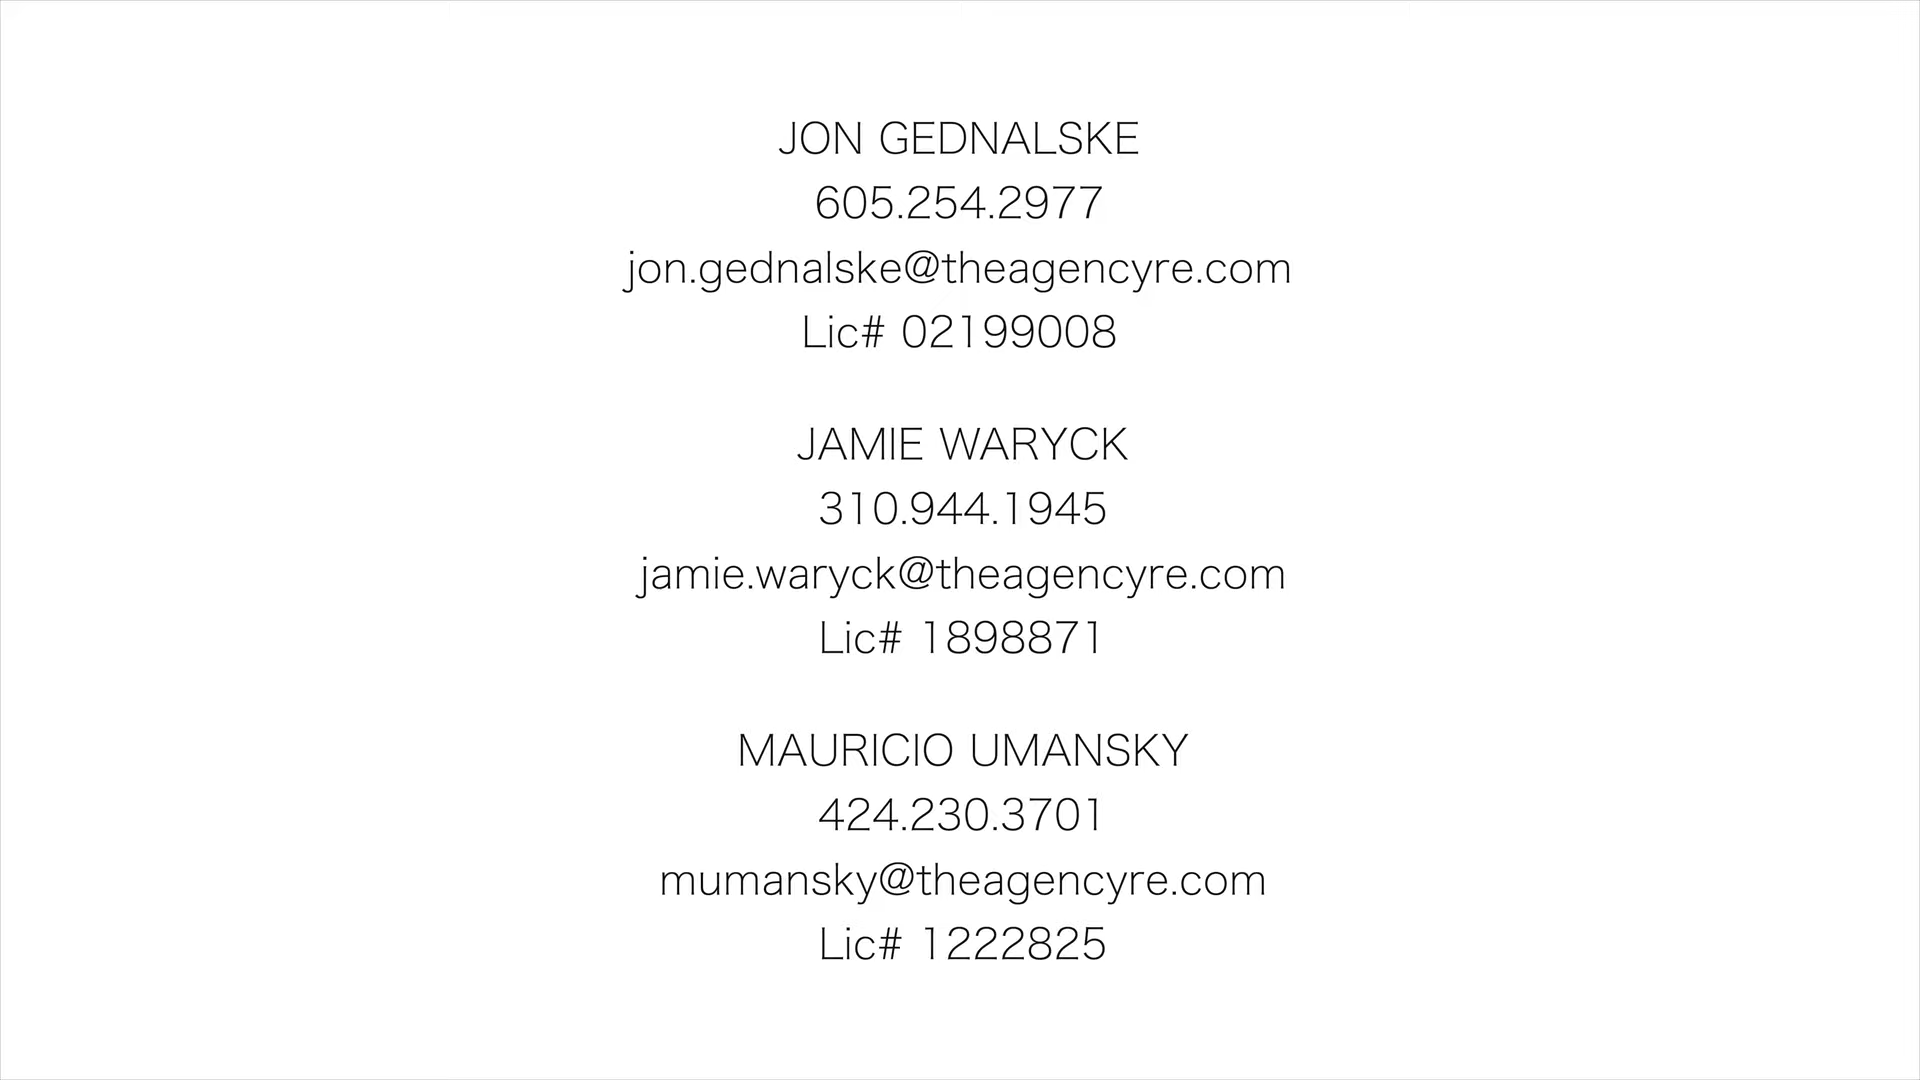 JON GEDNALSKE
605.254.2977
jon.gednalske@theagencyre.com
Lic# 02199008
JAMIE WARYCK
310.944.1945
jamie.waryck@theagencyre.com
Lic# 1898871
MAURICIO UMANSKY
424.230.3701
mumansky@theagencyre.com
Lic# 1222825